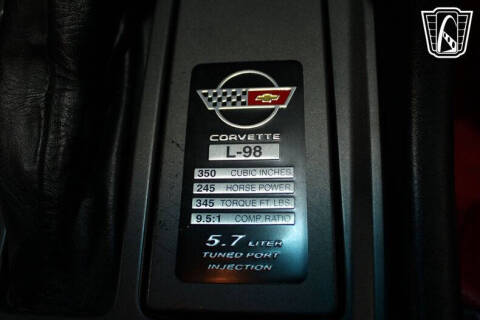 CORVETTE
L-98
350 CUBIC INCHES
245 HORSE POWER
345 TORQUE FT. LBS.
9.5:1 COMP. RATIO
5.7 LITER
TUNED PORT
INJECTION